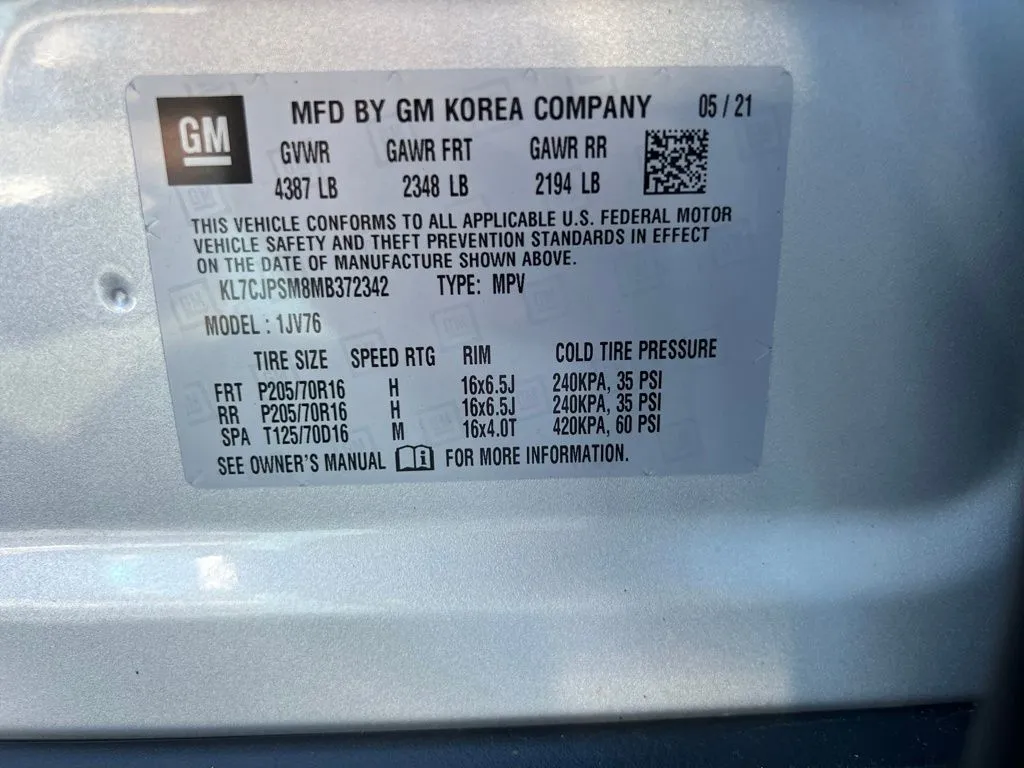 GM
MFD BY GM KOREA COMPANY 05 / 21
GVWR GAWR FRT GAWR RR
4387 LB 2348 LB 2194 LB
THIS VEHICLE CONFORMS TO ALL APPLICABLE U.S. FEDERAL MOTOR
VEHICLE SAFETY AND THEFT PREVENTION STANDARDS IN EFFECT
ON THE DATE OF MANUFACTURE SHOWN ABOVE.
KL7CJPSM8MB372342 TYPE: MPV
MODEL : 1JV76
TIRE SIZE SPEED RTG RIM COLD TIRE PRESSURE
FRT P205/70R16 H 16x6.5J 240KPA, 35 PSI
RR P205/70R16 H 16x6.5J 240KPA, 35 PSI
SPA T125/70D16 M 16x4.0T 420KPA, 60 PSI
SEE OWNER'S MANUAL i FOR MORE INFORMATION.